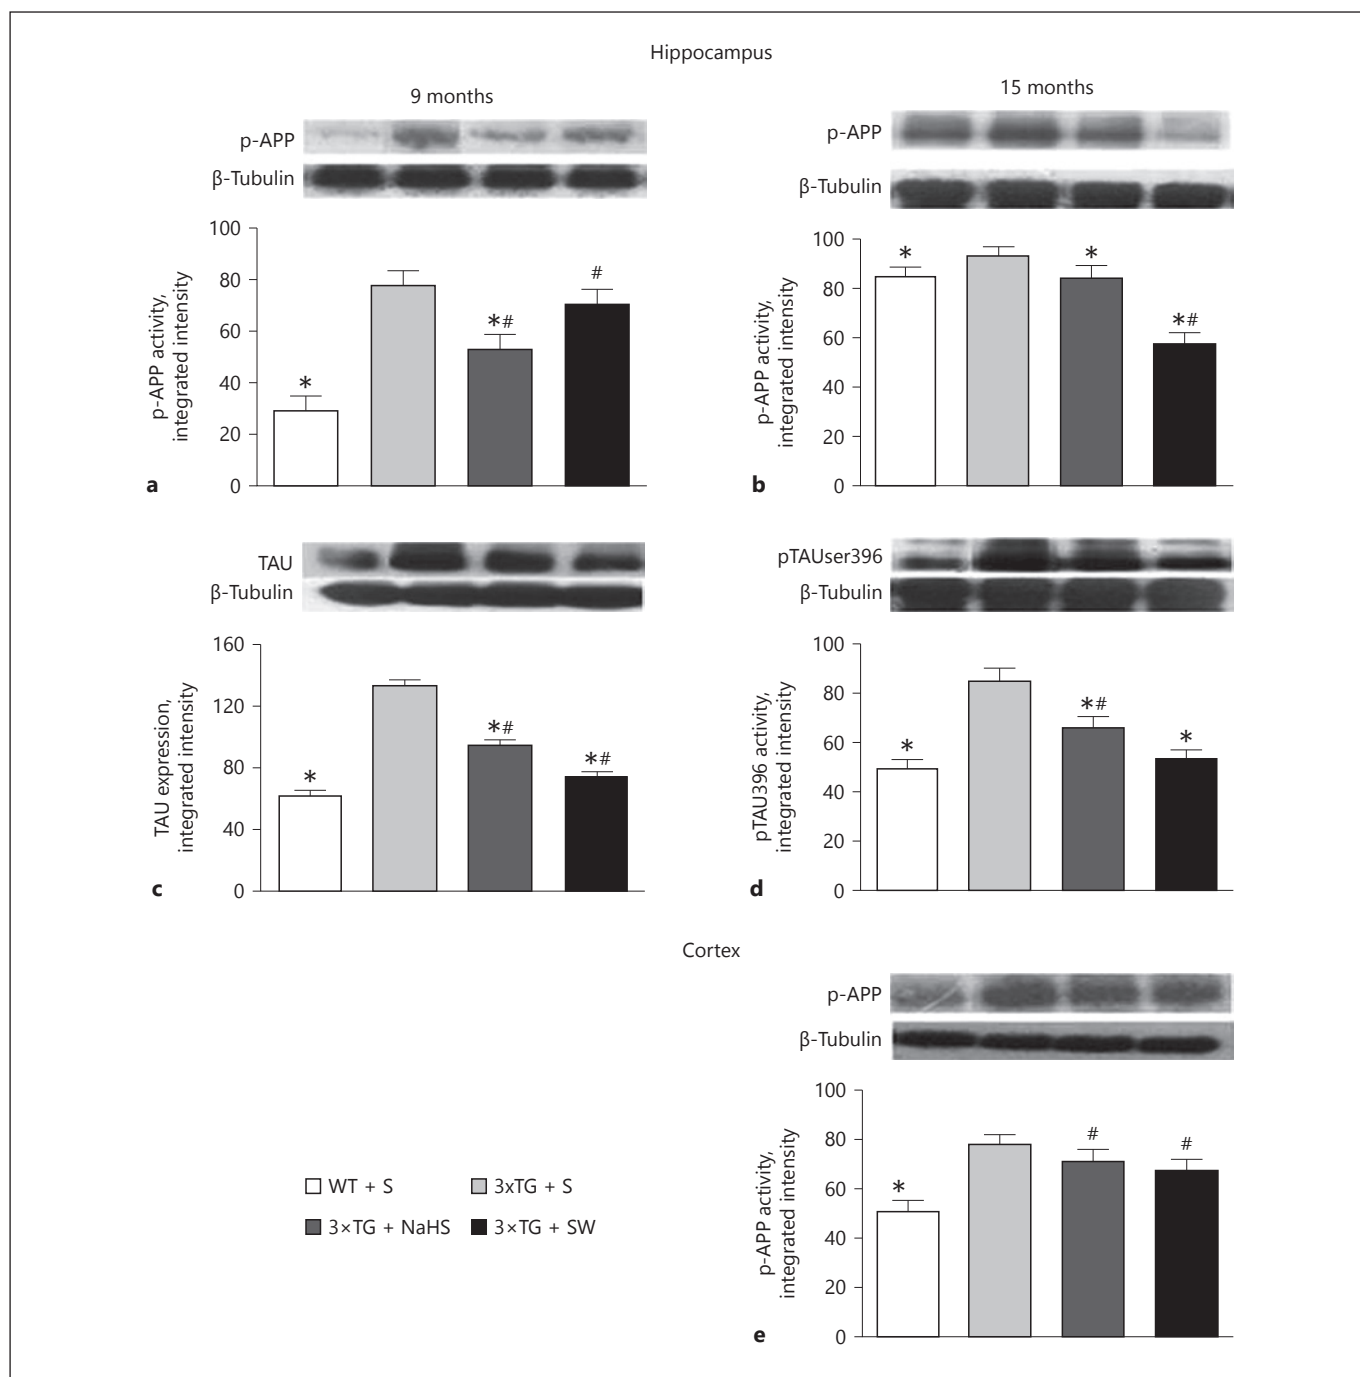 Hippocampus
9 months
p-APP
β-Tubulin
100
80
60
40
20
0
p-APP activity,
integrated intensity
*
*#
#
a
15 months
p-APP
β-Tubulin
100
80
60
40
20
0
p-APP activity,
integrated intensity
*
*
*#
b
TAU
β-Tubulin
160
120
80
40
0
TAU expression,
integrated intensity
*
*#
*#
c
pTAUser396
β-Tubulin
100
80
60
40
20
0
pTAU396 activity,
integrated intensity
*
*#
*
d
Cortex
p-APP
β-Tubulin
100
80
60
40
20
0
p-APP activity,
integrated intensity
*
#
#
e
WT + S
3xTG + S
3×TG + NaHS
3×TG + SW